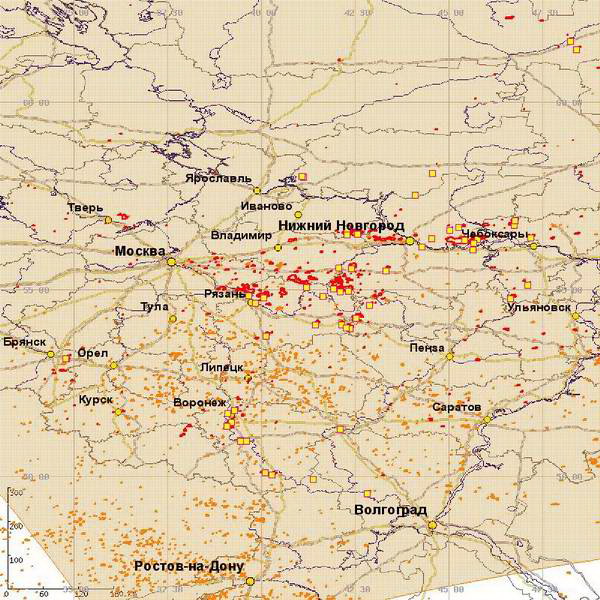 37 30
40 00
42 30
45 00
47 30
Ярославль
Тверь
Иваново
Нижний Новгород
Чебоксары
Владимир
Москва
Рязань
Тула
Ульяновск
Брянск
Орел
Пенза
Липецк
Курск
Воронеж
Саратов
300
Волгоград
200
100
Ростов-на-Дону
0
60
120